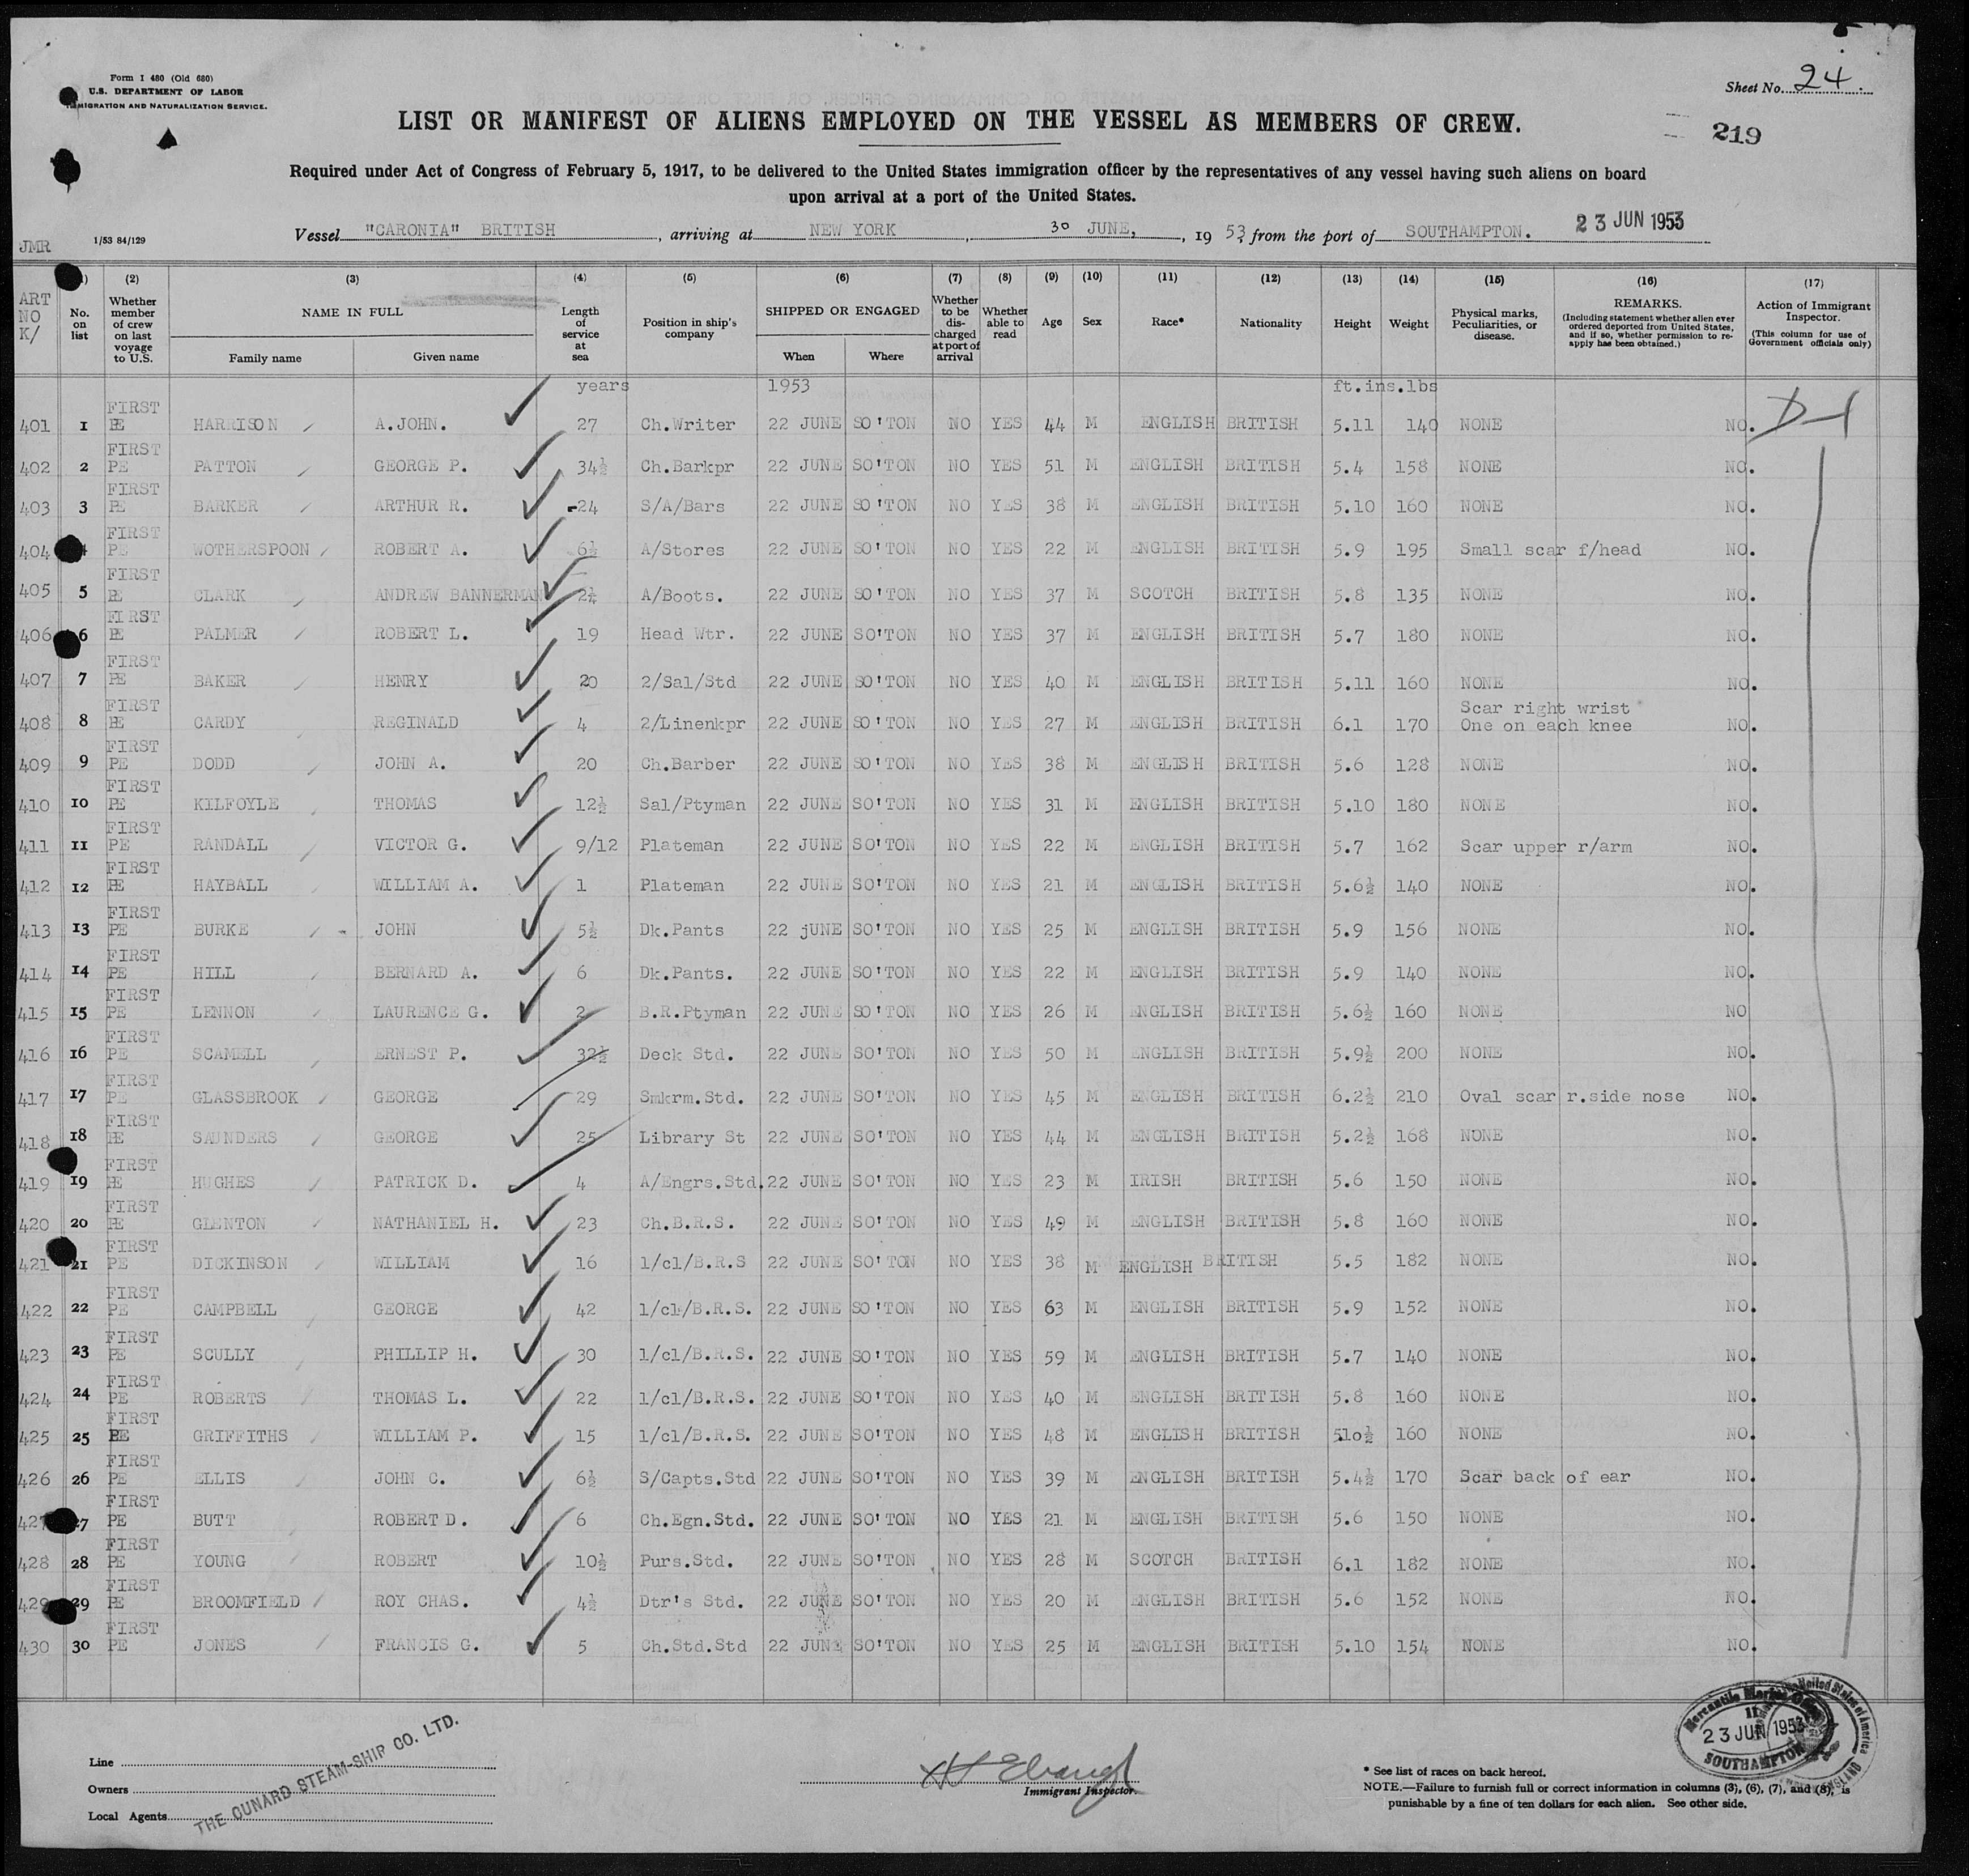 Form I 480 (Old 680)
U.S. DEPARTMENT OF LABOR
IMMIGRATION AND NATURALIZATION SERVICE.
Sheet No. 24
219
LIST OR MANIFEST OF ALIENS EMPLOYED ON THE VESSEL AS MEMBERS OF CREW.
Required under Act of Congress of February 5, 1917, to be delivered to the United States immigration officer by the representatives of any vessel having such aliens on board
upon arrival at a port of the United States.
JMR 1/53 84/129 Vessel "CARONIA" BRITISH, arriving at NEW YORK, 30 JUNE, 1953, from the port of SOUTHAMPTON. 23 JUN 1953
ART NO K/ (1) No. on list (2) Whether member of crew on last voyage to U.S. (3) NAME IN FULL Family name Given name (4) Length of service at sea (5) Position in ship's company (6) SHIPPED OR ENGAGED When Where (7) Whether to be discharged at port of arrival (8) Whether able to read (9) Age (10) Sex (11) Race* (12) Nationality (13) Height (14) Weight (15) Physical marks, Peculiarities, or disease. (16) REMARKS. (Including statement whether alien ever ordered deported from United States, and if so, whether permission to re-apply has been obtained.) (17) Action of Immigrant Inspector. (This column for use of Government officials only)
years 1953 ft.ins.lbs
401 1 FIRST PE HARRISON A.JOHN. 27 Ch.Writer 22 JUNE SO'TON NO YES 44 M ENGLISH BRITISH 5.11 140 NONE NO. D-1
402 2 FIRST PE PATTON GEORGE P. 34½ Ch.Barkpr 22 JUNE SO'TON NO YES 51 M ENGLISH BRITISH 5.4 158 NONE NO.
403 3 FIRST PE BARKER ARTHUR R. 24 S/A/Bars 22 JUNE SO'TON NO YES 38 M ENGLISH BRITISH 5.10 160 NONE NO.
404 4 FIRST PE WOTHERSPOON ROBERT A. 6½ A/Stores 22 JUNE SO'TON NO YES 22 M ENGLISH BRITISH 5.9 195 Small scar f/head NO.
405 5 FIRST PE CLARK ANDREW BANNERMAN 2¼ A/Boots. 22 JUNE SO'TON NO YES 37 M SCOTCH BRITISH 5.8 135 NONE NO.
406 6 FIRST PE PALMER ROBERT L. 19 Head Wtr. 22 JUNE SO'TON NO YES 37 M ENGLISH BRITISH 5.7 180 NONE NO.
407 7 FIRST PE BAKER HENRY 20 2/Sal/Std 22 JUNE SO'TON NO YES 40 M ENGLISH BRITISH 5.11 160 NONE NO.
408 8 FIRST PE CARDY REGINALD 4 2/Linenkpr 22 JUNE SO'TON NO YES 27 M ENGLISH BRITISH 6.1 170 Scar right wrist One on each knee NO.
409 9 FIRST PE DODD JOHN A. 20 Ch.Barber 22 JUNE SO'TON NO YES 38 M ENGLISH BRITISH 5.6 128 NONE NO.
410 10 FIRST PE KILFOYLE THOMAS 12½ Sal/Ptyman 22 JUNE SO'TON NO YES 31 M ENGLISH BRITISH 5.10 180 NONE NO.
411 11 FIRST PE RANDALL VICTOR G. 9/12 Plateman 22 JUNE SO'TON NO YES 22 M ENGLISH BRITISH 5.7 162 Scar upper r/arm NO.
412 12 FIRST PE HAYBALL WILLIAM A. 1 Plateman 22 JUNE SO'TON NO YES 21 M ENGLISH BRITISH 5.6½ 140 NONE NO.
413 13 FIRST PE BURKE JOHN 5½ Dk.Pants 22 jUNE SO'TON NO YES 25 M ENGLISH BRITISH 5.9 156 NONE NO.
414 14 FIRST PE HILL BERNARD A. 6 Dk.Pants. 22 JUNE SO'TON NO YES 22 M ENGLISH BRITISH 5.9 140 NONE NO.
415 15 FIRST PE LENNON LAURENCE G. 2 B.R.Ptyman 22 JUNE SO'TON NO YES 26 M ENGLISH BRITISH 5.6½ 160 NONE NO
416 16 FIRST PE SCAMELL ERNEST P. 32½ Deck Std. 22 JUNE SO'TON NO YES 50 M ENGLISH BRITISH 5.9½ 200 NONE NO.
417 17 FIRST PE GLASSBROOK GEORGE 29 Smkrm.Std. 22 JUNE SO'TON NO YES 45 M ENGLISH BRITISH 6.2½ 210 Oval scar r.side nose NO.
418 18 FIRST PE SAUNDERS GEORGE 25 Library St 22 JUNE SO'TON NO YES 44 M ENGLISH BRITISH 5.2½ 168 NONE NO.
419 19 FIRST PE HUGHES PATRICK D. 4 A/Engrs.Std. 22 JUNE SO'TON NO YES 23 M IRISH BRITISH 5.6 150 NONE NO.
420 20 FIRST PE GLENTON NATHANIEL H. 23 Ch.B.R.S. 22 JUNE SO'TON NO YES 49 M ENGLISH BRITISH 5.8 160 NONE NO.
421 21 FIRST PE DICKINSON WILLIAM 16 1/cl/B.R.S 22 JUNE SO'TON NO YES 38 M ENGLISH BRITISH 5.5 182 NONE NO.
422 22 FIRST PE CAMPBELL GEORGE 42 1/cl/B.R.S. 22 JUNE SO'TON NO YES 63 M ENGLISH BRITISH 5.9 152 NONE NO.
423 23 FIRST PE SCULLY PHILLIP H. 30 1/cl/B.R.S. 22 JUNE SO'TON NO YES 59 M ENGLISH BRITISH 5.7 140 NONE NO.
424 24 FIRST PE ROBERTS THOMAS L. 22 1/cl/B.R.S. 22 JUNE SO'TON NO YES 40 M ENGLISH BRITISH 5.8 160 NONE NO.
425 25 FIRST PE GRIFFITHS WILLIAM P. 15 1/cl/B.R.S. 22 JUNE SO'TON NO YES 48 M ENGLISH BRITISH 5.10½ 160 NONE NO.
426 26 FIRST PE ELLIS JOHN C. 6½ S/Capts.Std 22 JUNE SO'TON NO YES 39 M ENGLISH BRITISH 5.4½ 170 Scar back of ear NO.
427 27 FIRST PE BUTT ROBERT D. 6 Ch.Egn.Std. 22 JUNE SO'TON NO YES 21 M ENGLISH BRITISH 5.6 150 NONE NO.
428 28 FIRST PE YOUNG ROBERT 10½ Purs.Std. 22 JUNE SO'TON NO YES 28 M SCOTCH BRITISH 6.1 182 NONE NO.
429 29 FIRST PE BROOMFIELD ROY CHAS. 4½ Dtr's Std. 22 JUNE SO'TON NO YES 20 M ENGLISH BRITISH 5.6 152 NONE NO.
430 30 FIRST PE JONES FRANCIS G. 5 Ch.Std.Std 22 JUNE SO'TON NO YES 25 M ENGLISH BRITISH 5.10 154 NONE NO.
Line
Owners
Local Agents
THE CUNARD STEAM-SHIP CO. LTD.
Immigrant Inspector.
Mercantile Marine
23 JUN 1953
SOUTHAMPTON
United States of America
* See list of races on back hereof.
NOTE.—Failure to furnish full or correct information in columns (3), (6), (7), and (8), is
punishable by a fine of ten dollars for each alien. See other side.